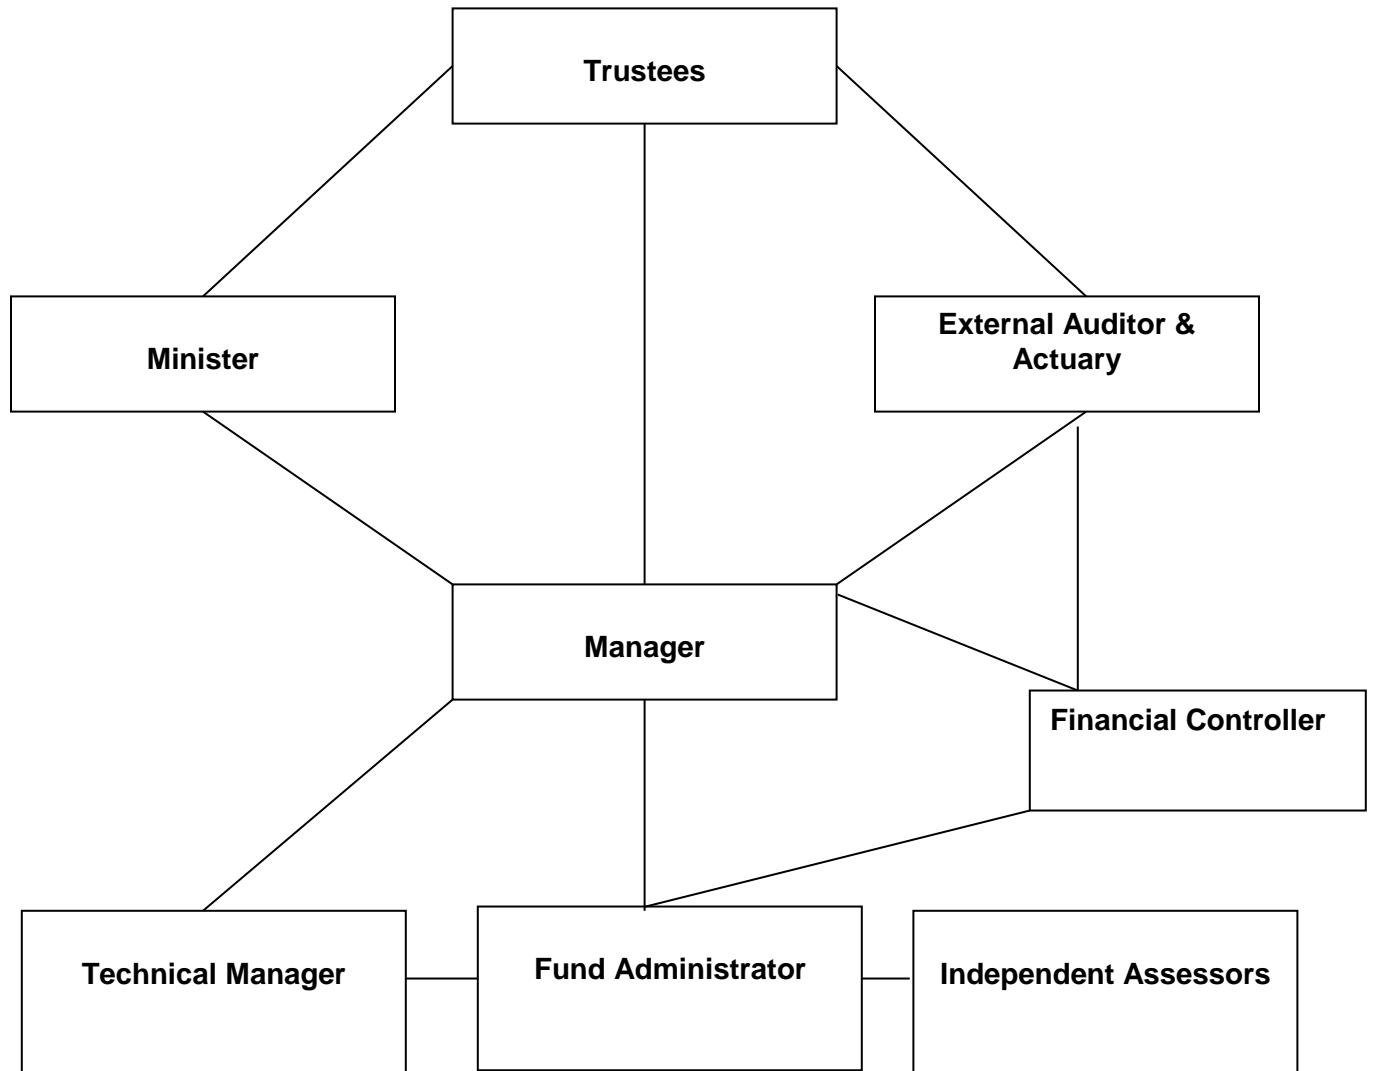 Trustees
Minister
External Auditor &
Actuary
Manager
Financial Controller
Technical Manager
Fund Administrator
Independent Assessors